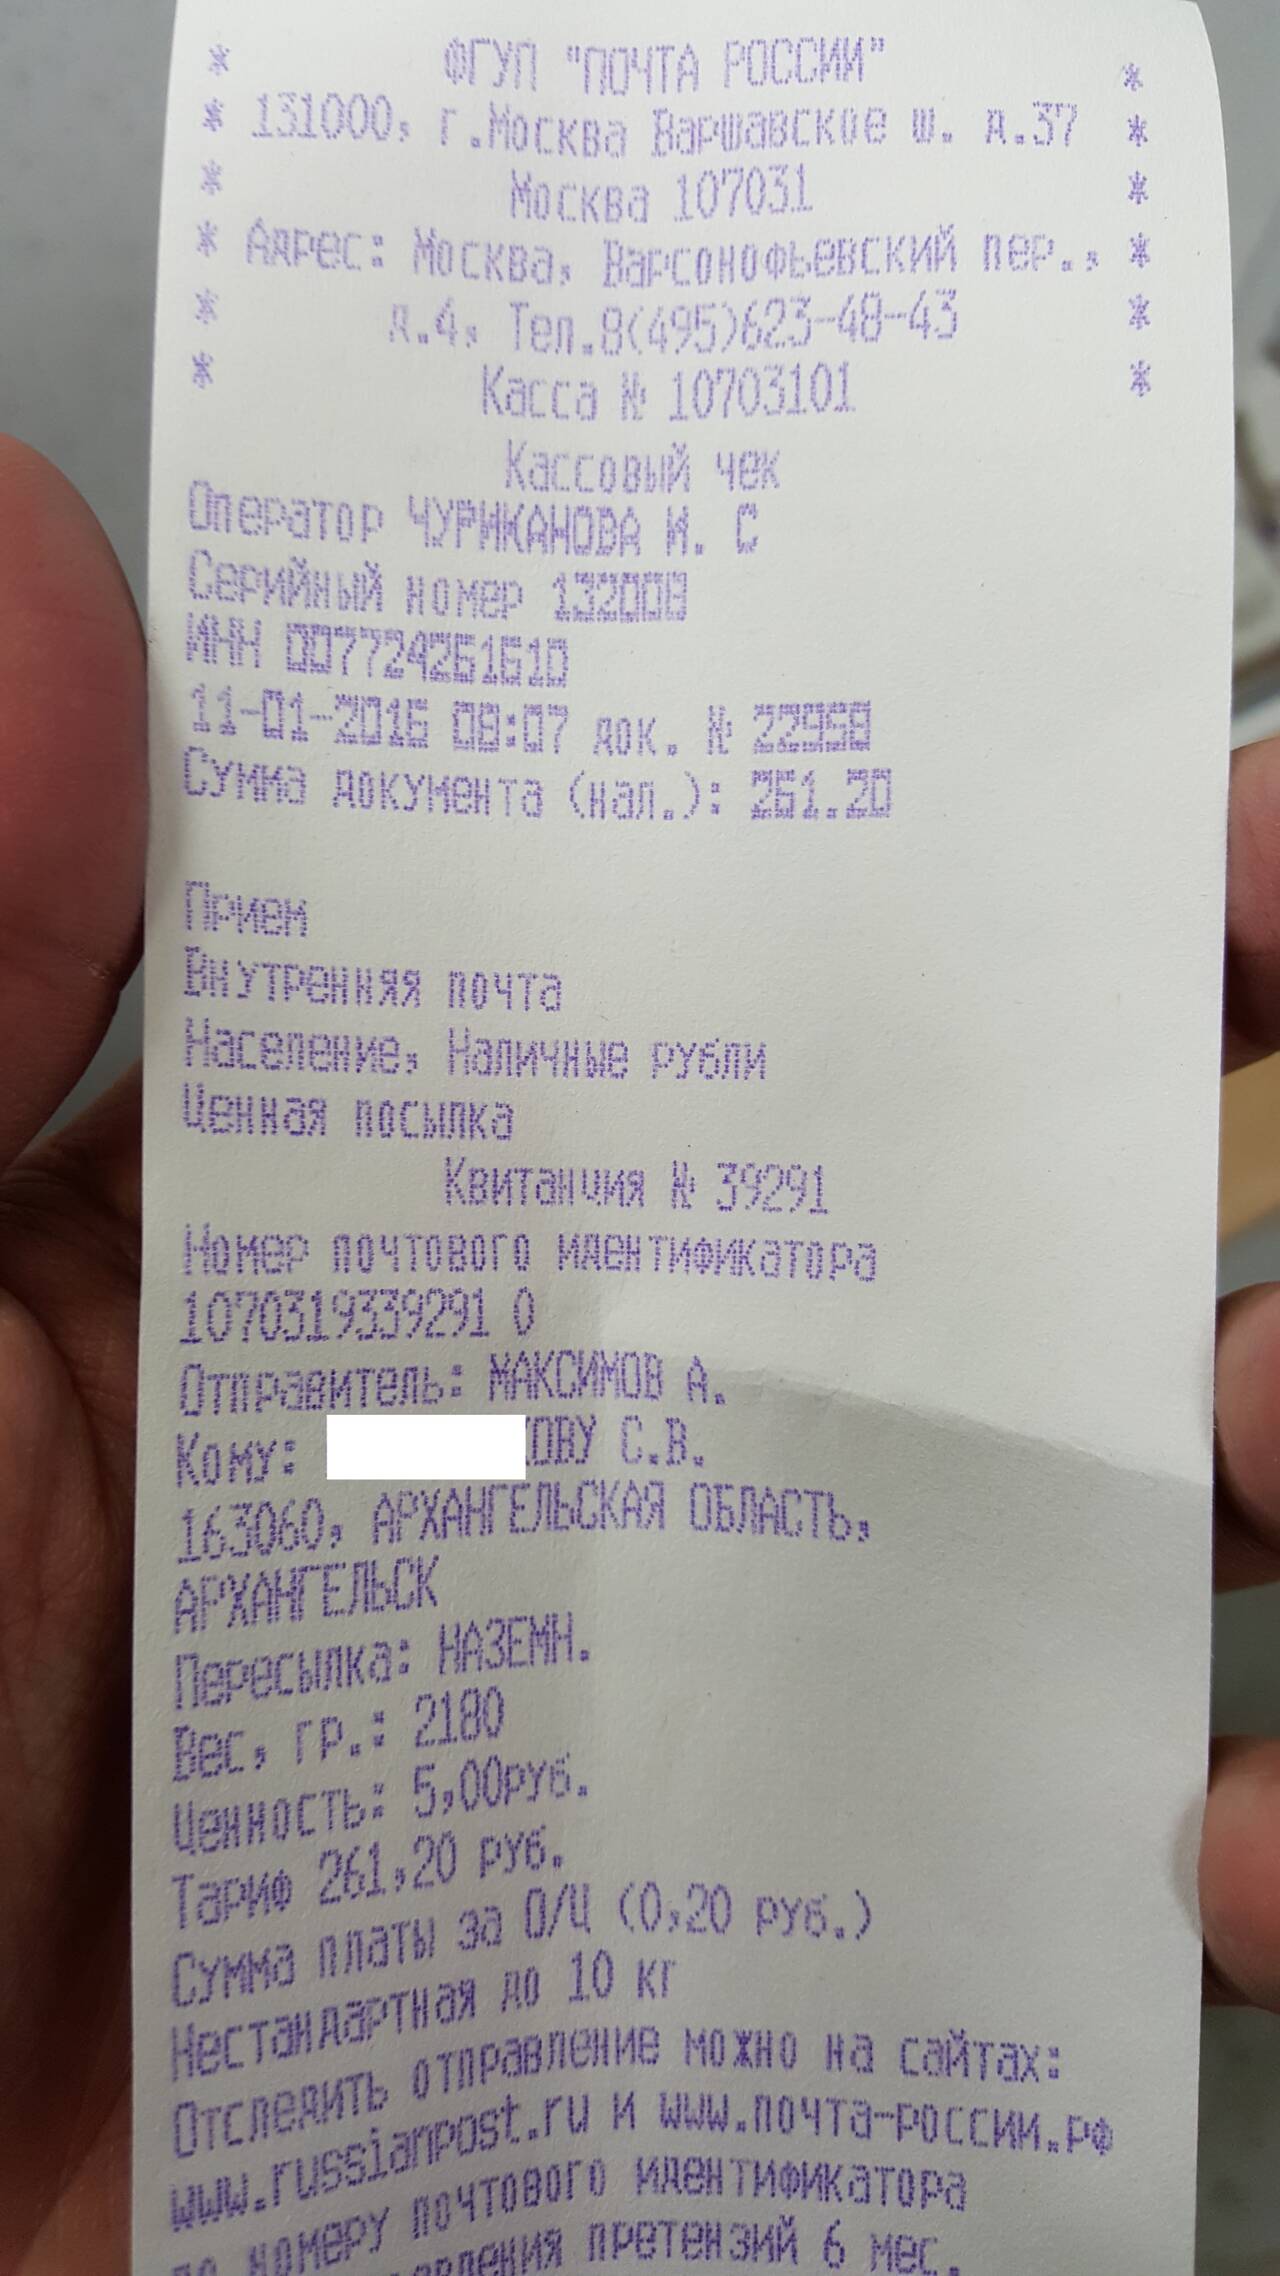 * ФГУП "ПОЧТА РОССИИ" *
* 131000, г.Москва Варшавское ш. д.37 *
* Москва 107031 *
* Адрес: Москва, Варсонофьевский пер., *
* д.4, Тел.8(495)623-48-43 *
* Касса № 10703101 *
Кассовый чек
Оператор ЧУРИКАНОВА И. С
Серийный номер 132008
ИНН 007724261610
11-01-2016 08:07 док. № 22998
Сумма документа (нал.): 261.20
Прием
Внутренняя почта
Население, Наличные рубли
Ценная посылка
Квитанчия № 39291
Номер почтового идентификатора
1070319339291 0
Отправитель: МАКСИМОВ А.
Кому: КОВУ С.В.
163060, АРХАНГЕЛЬСКАЯ ОБЛАСТЬ,
АРХАНГЕЛЬСК
Пересылка: НАЗЕМН.
Вес, гр.: 2180
Ценность: 5,00руб.
Тариф 261,20 руб.
Сумма платы за О/Ц (0,20 руб.)
Нестандартная до 10 кг
Отследить отправление можно на сайтах:
www.russianpost.ru и www.почта-россии.рф
по номеру почтового идентификатора
претензий 6 мес.